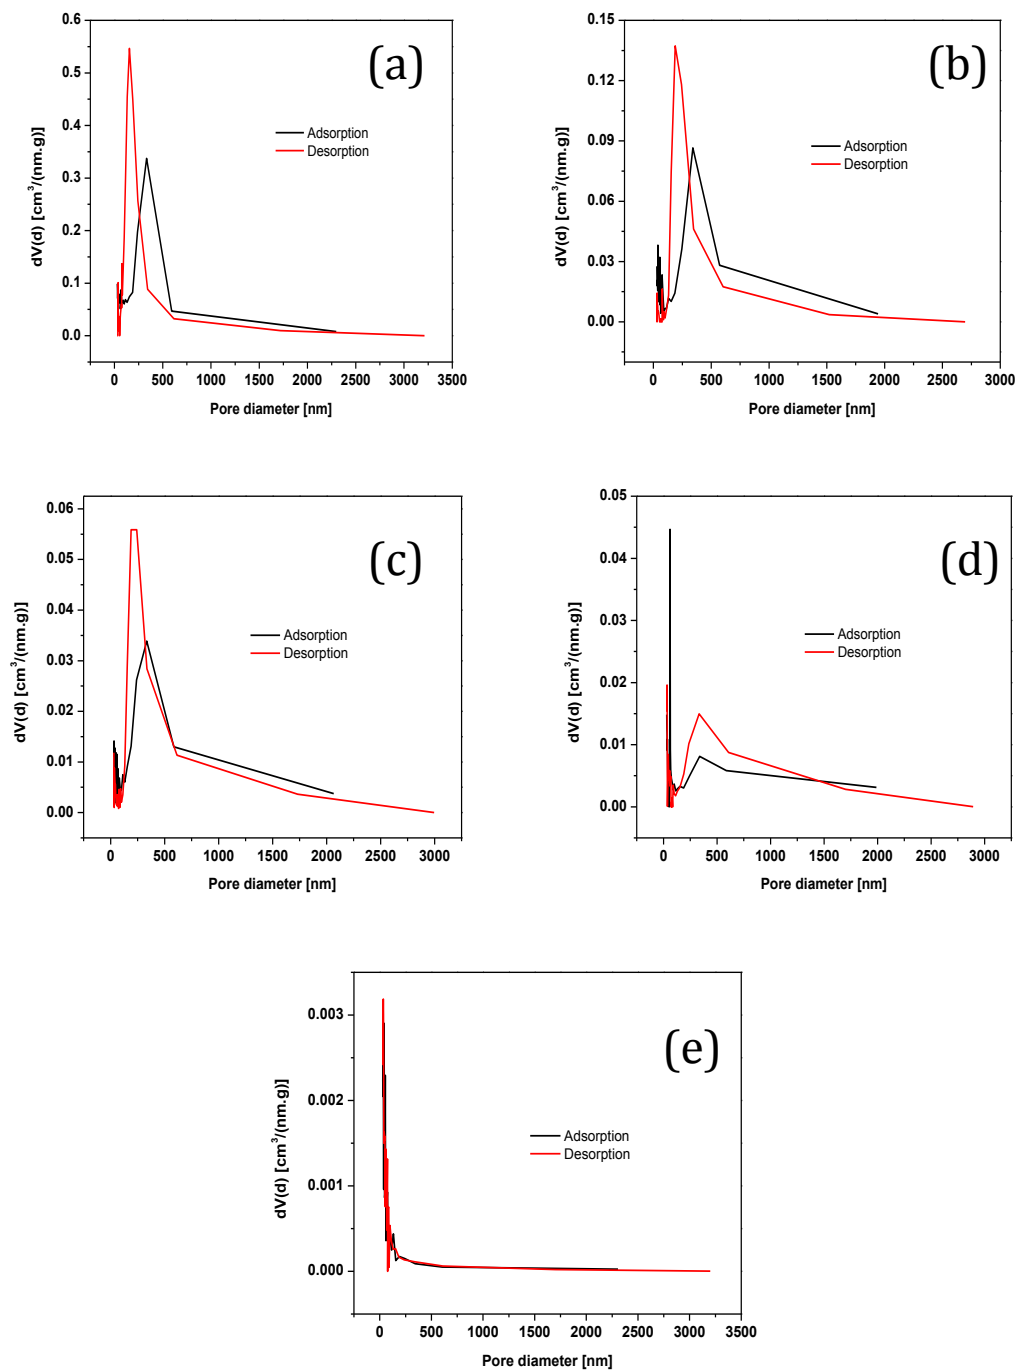 (a)
0.6
0.5
0.4
0.3
0.2
0.1
0.0
dV(d) [cm³/(nm.g)]
Adsorption
Desorption
0 500 1000 1500 2000 2500 3000 3500
Pore diameter [nm]
(b)
0.15
0.12
0.09
0.06
0.03
0.00
dV(d) [cm³/(nm.g)]
Adsorption
Desorption
0 500 1000 1500 2000 2500 3000
Pore diameter [nm]
(c)
0.06
0.05
0.04
0.03
0.02
0.01
0.00
dV(d) [cm³/(nm.g)]
Adsorption
Desorption
0 500 1000 1500 2000 2500 3000
Pore diameter [nm]
(d)
0.05
0.04
0.03
0.02
0.01
0.00
dV(d) [cm³/(nm.g)]
Adsorption
Desorption
0 500 1000 1500 2000 2500 3000
Pore diameter [nm]
(e)
0.003
0.002
0.001
0.000
dV(d) [cm³/(nm.g)]
Adsorption
Desorption
0 500 1000 1500 2000 2500 3000 3500
Pore diameter [nm]